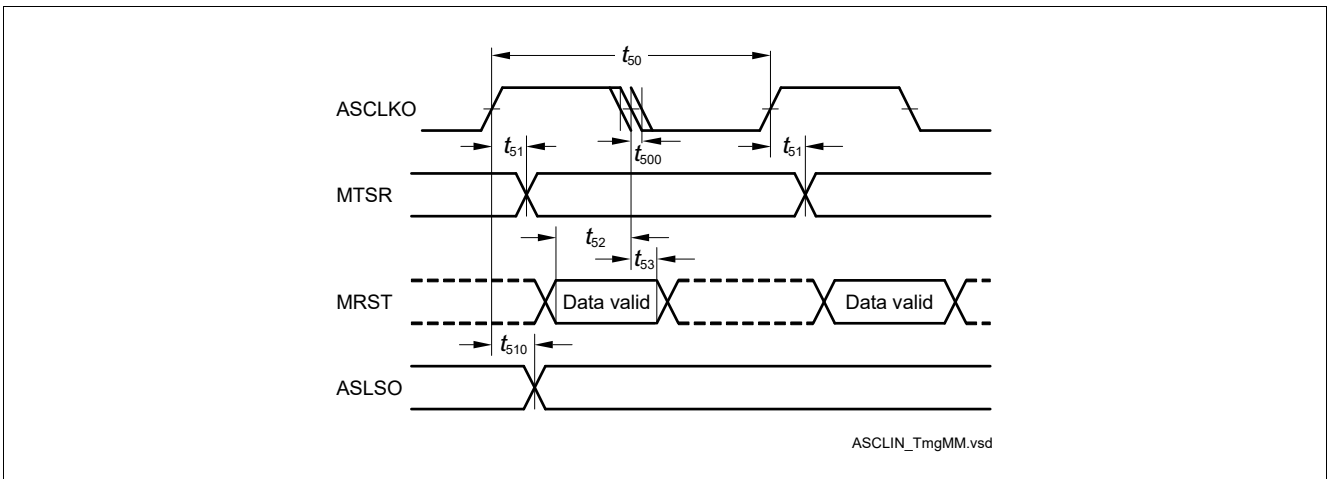 t50
ASCLKO
t51
t500
t51
MTSR
t52
t53
MRST
Data valid
Data valid
t510
ASLSO
ASCLIN_TmgMM.vsd